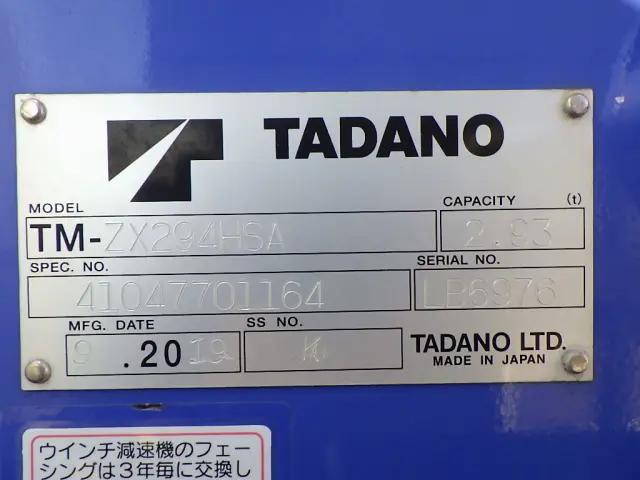 TADANO
MODEL
CAPACITY (t)
TM-ZX294HSA
2.93
SPEC. NO.
SERIAL NO.
41047701164
LB6976
MFG. DATE
SS NO.
9 .2019
K
TADANO LTD.
MADE IN JAPAN
ウインチ減速機のフェー
シングは3年毎に交換し